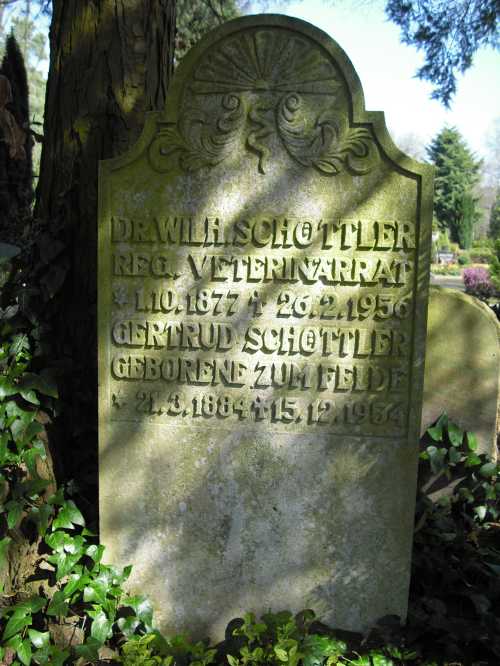 DR. WILH. SCHÖTTLER
REG. VETERINÄRRAT
* 1.10.1877 ✝ 26.2.1956
GERTRUD SCHÖTTLER
GEBORENE ZUM FELDE
* 21.3.1884 ✝ 15.12.1964